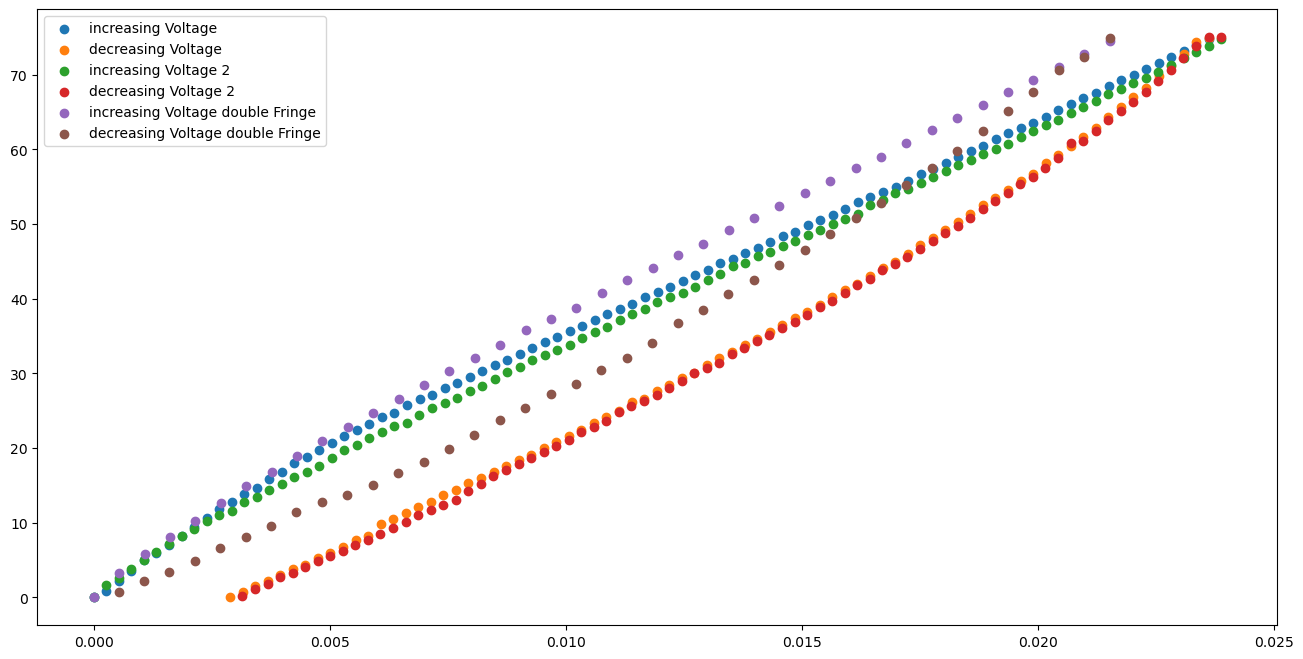 increasing Voltage
decreasing Voltage
increasing Voltage 2
decreasing Voltage 2
increasing Voltage double Fringe
decreasing Voltage double Fringe
70
60
50
40
30
20
10
0
0.000 0.005 0.010 0.015 0.020 0.025